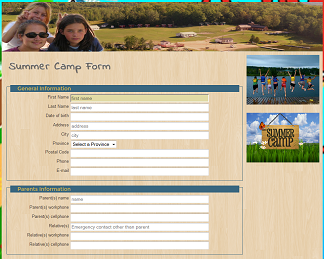 Summer Camp Form
General Information
First Name first name
Last Name last name
Date of birth
Address address
City city
Province Select a Province
Postal Code
Phone
E-mail
SUMMER
CAMP
Parents Information
Parent(s) name name
Parent(s) workphone
Parent(s) cellphone
Relative(s) Emergency contact other then parent
Relative(s) workphone
Relative(s) cellphone